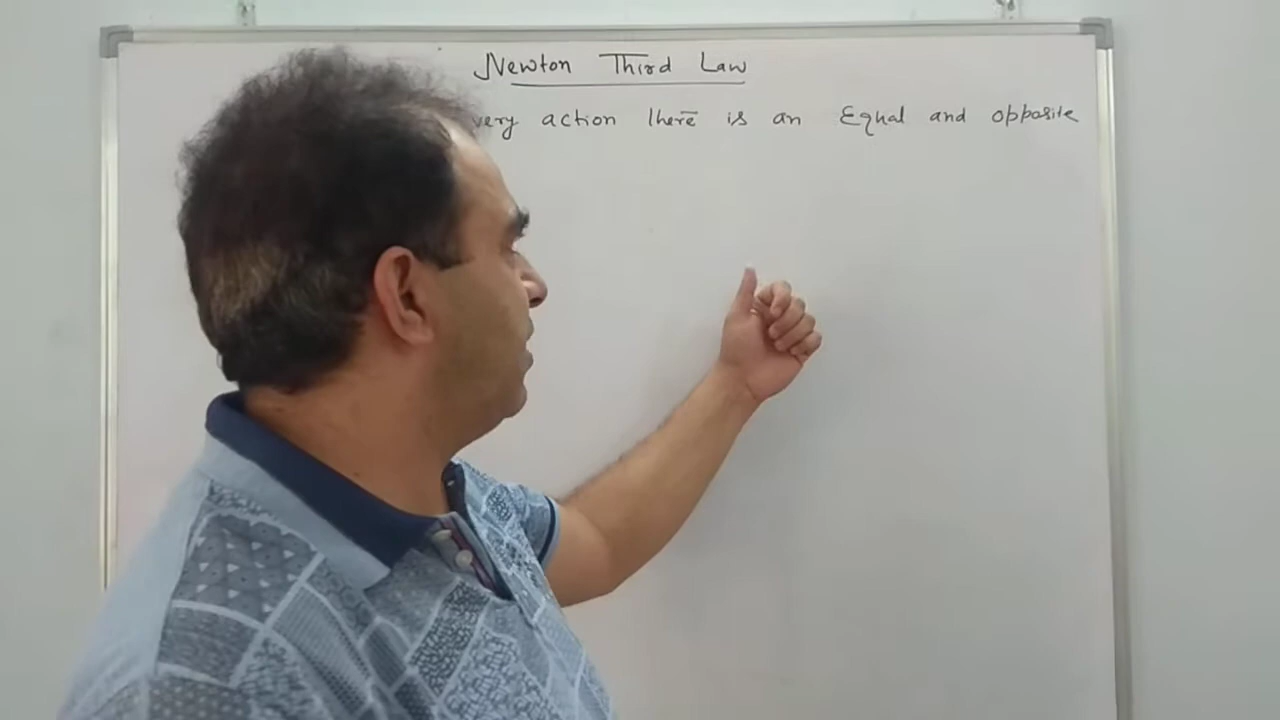 Newton Third Law
very action there is an Equal and opposite